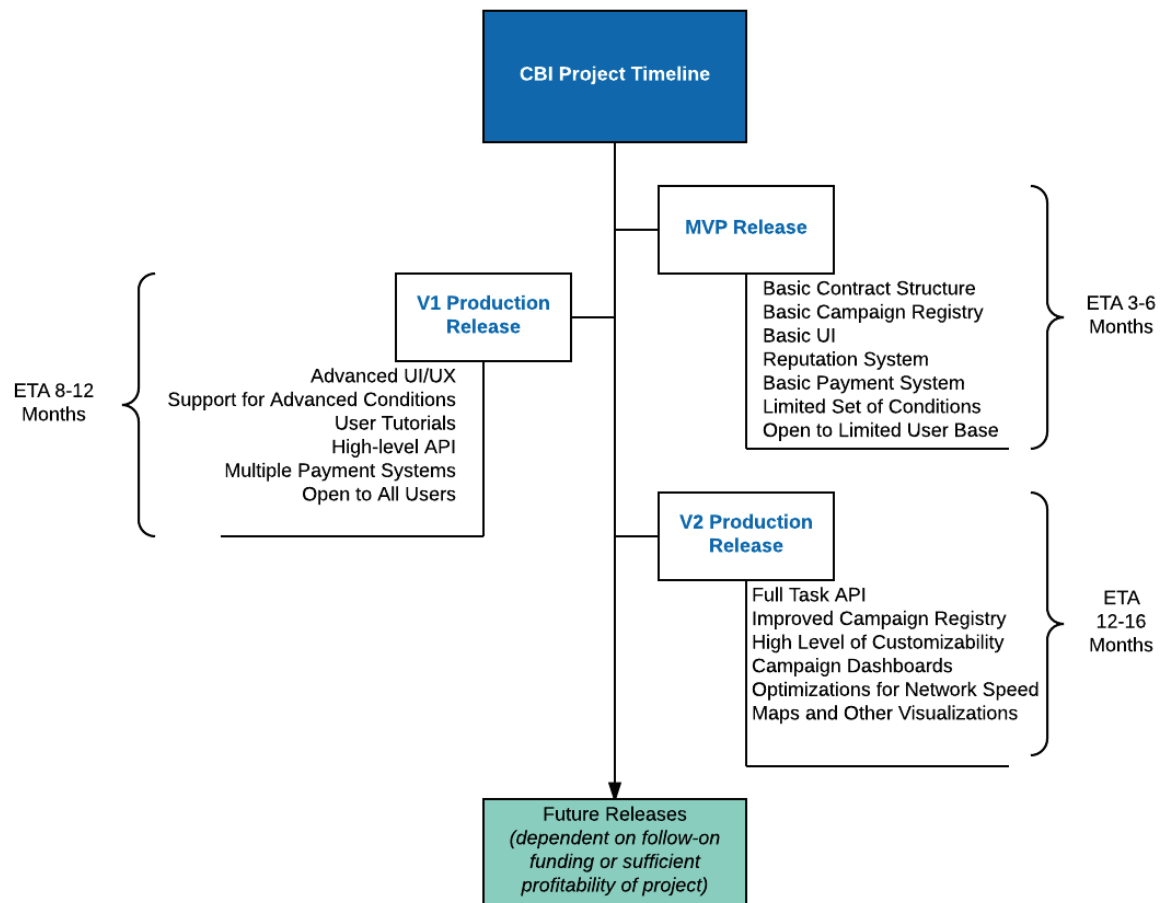 CBI Project Timeline
MVP Release
Basic Contract Structure
Basic Campaign Registry
Basic UI
Reputation System
Basic Payment System
Limited Set of Conditions
Open to Limited User Base
ETA 3-6
Months
V1 Production
Release
Advanced UI/UX
Support for Advanced Conditions
User Tutorials
High-level API
Multiple Payment Systems
Open to All Users
ETA 8-12
Months
V2 Production
Release
Full Task API
Improved Campaign Registry
High Level of Customizability
Campaign Dashboards
Optimizations for Network Speed
Maps and Other Visualizations
ETA
12-16
Months
Future Releases
(dependent on follow-on
funding or sufficient
profitability of project)